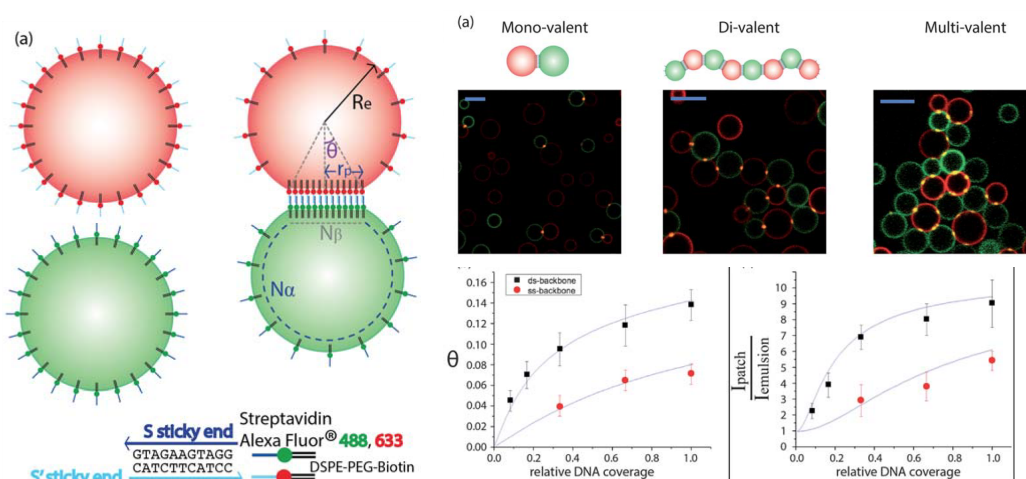 (a)
Re
θ
rp
Nβ
Nα
S sticky end
Streptavidin
Alexa Fluor® 488, 633
GTAGAAGTAGG
CATCTTCATCC
DSPE-PEG-Biotin
S' sticky end
(a)
Mono-valent
Di-valent
Multi-valent
ds-backbone
ss-backbone
θ
0.16
0.14
0.12
0.10
0.08
0.06
0.04
0.02
0.00
0.0 0.2 0.4 0.6 0.8 1.0
relative DNA coverage
Ipatch
Iemulsion
11
10
9
8
7
6
5
4
3
2
1
0
0.0 0.2 0.4 0.6 0.8 1.0
relative DNA coverage